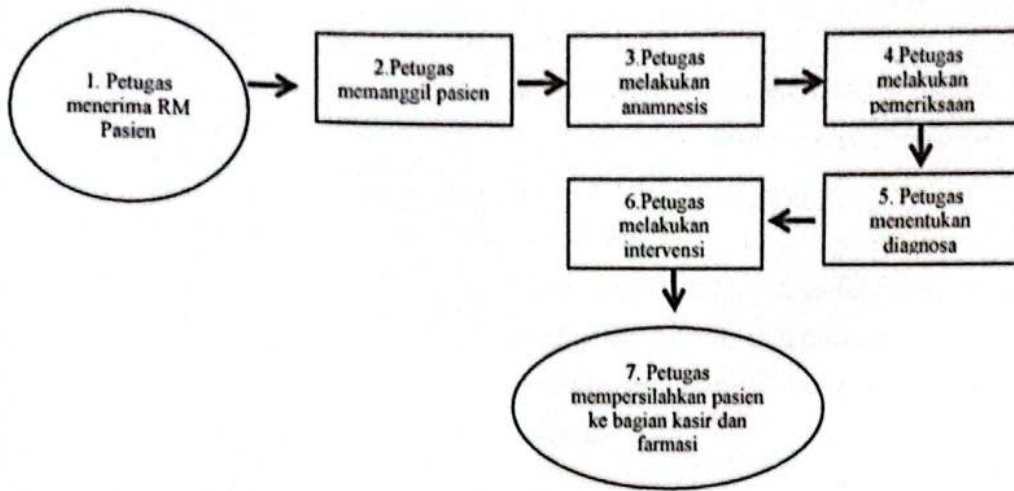 1. Petugas
menerima RM
Pasien
2.Petugas
memanggil pasien
3.Petugas
melakukan
anamnesis
4.Petugas
melakukan
pemeriksaan
5. Petugas
menentukan
diagnosa
6.Petugas
melakukan
intervensi
7. Petugas
mempersilahkan pasien
ke bagian kasir dan
farmasi